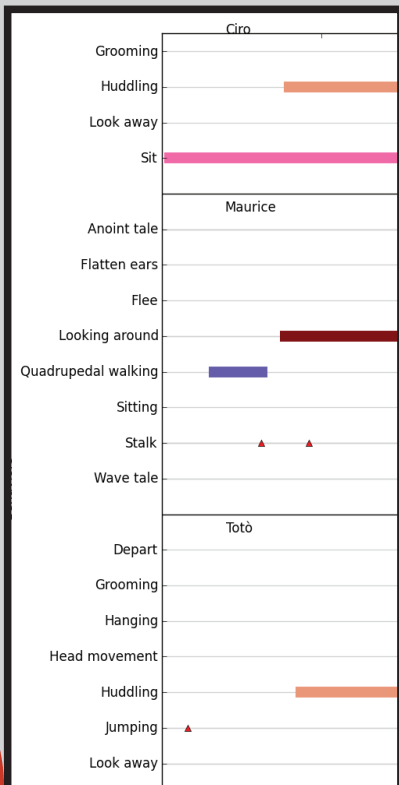 Ciro
Grooming
Huddling
Look away
Sit
Maurice
Anoint tale
Flatten ears
Flee
Looking around
Quadrupedal walking
Sitting
Stalk
Wave tale
Totò
Depart
Grooming
Hanging
Head movement
Huddling
Jumping
Look away